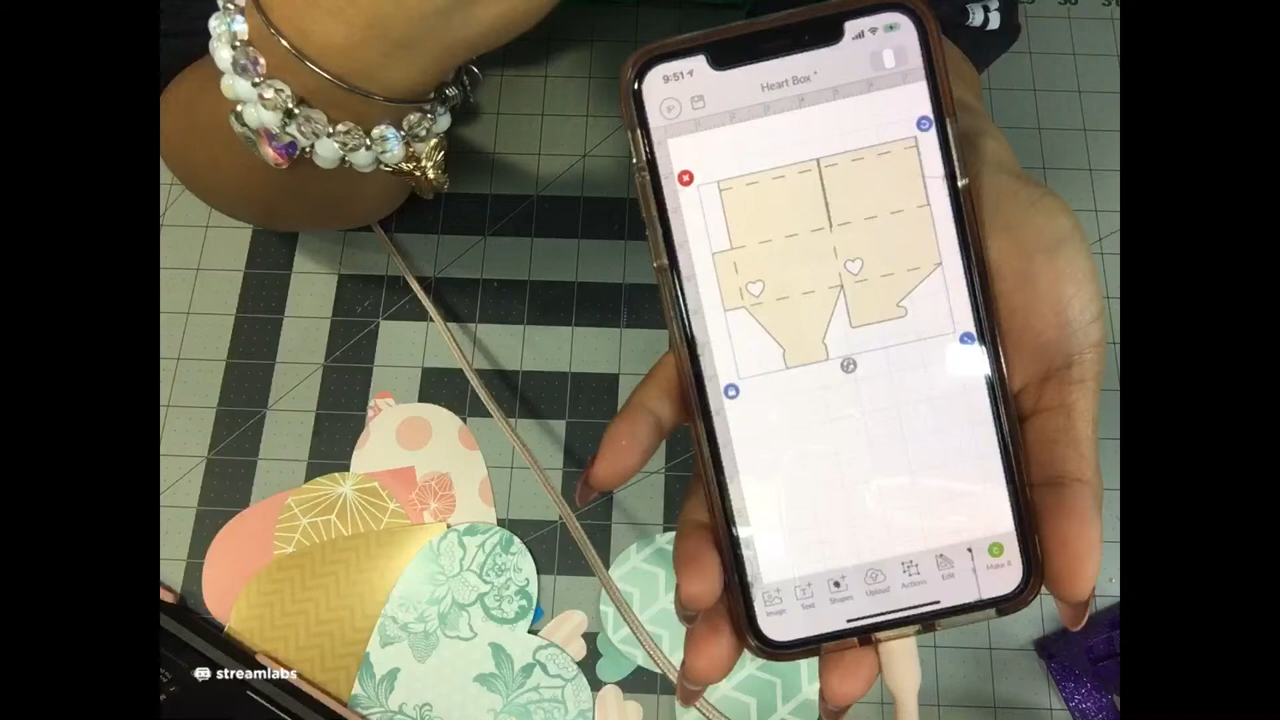 9:51
Heart Box *
Image
Text
Shapes
Upload
Actions
Edit
Make It
streamlabs